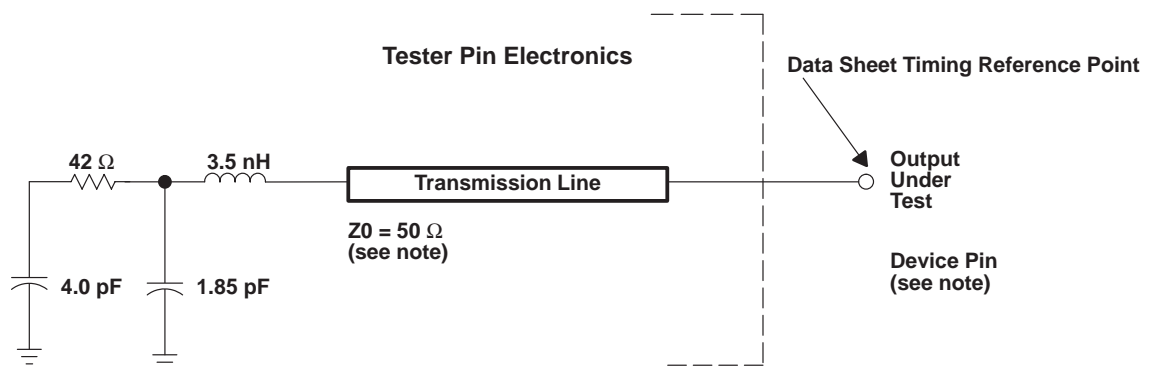 Tester Pin Electronics
Data Sheet Timing Reference Point
42 Ω
3.5 nH
Transmission Line
Output
Under
Test
Z0 = 50 Ω
(see note)
Device Pin
(see note)
4.0 pF
1.85 pF